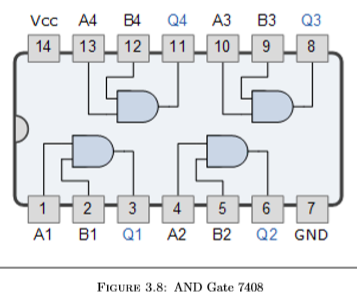 Vcc A4 B4 Q4 A3 B3 Q3
14 13 12 11 10 9 8
1 2 3 4 5 6 7
A1 B1 Q1 A2 B2 Q2 GND
FIGURE 3.8: AND Gate 7408